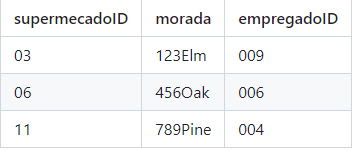 supermecadoID morada empregadoID
03 123Elm 009
06 456Oak 006
11 789Pine 004